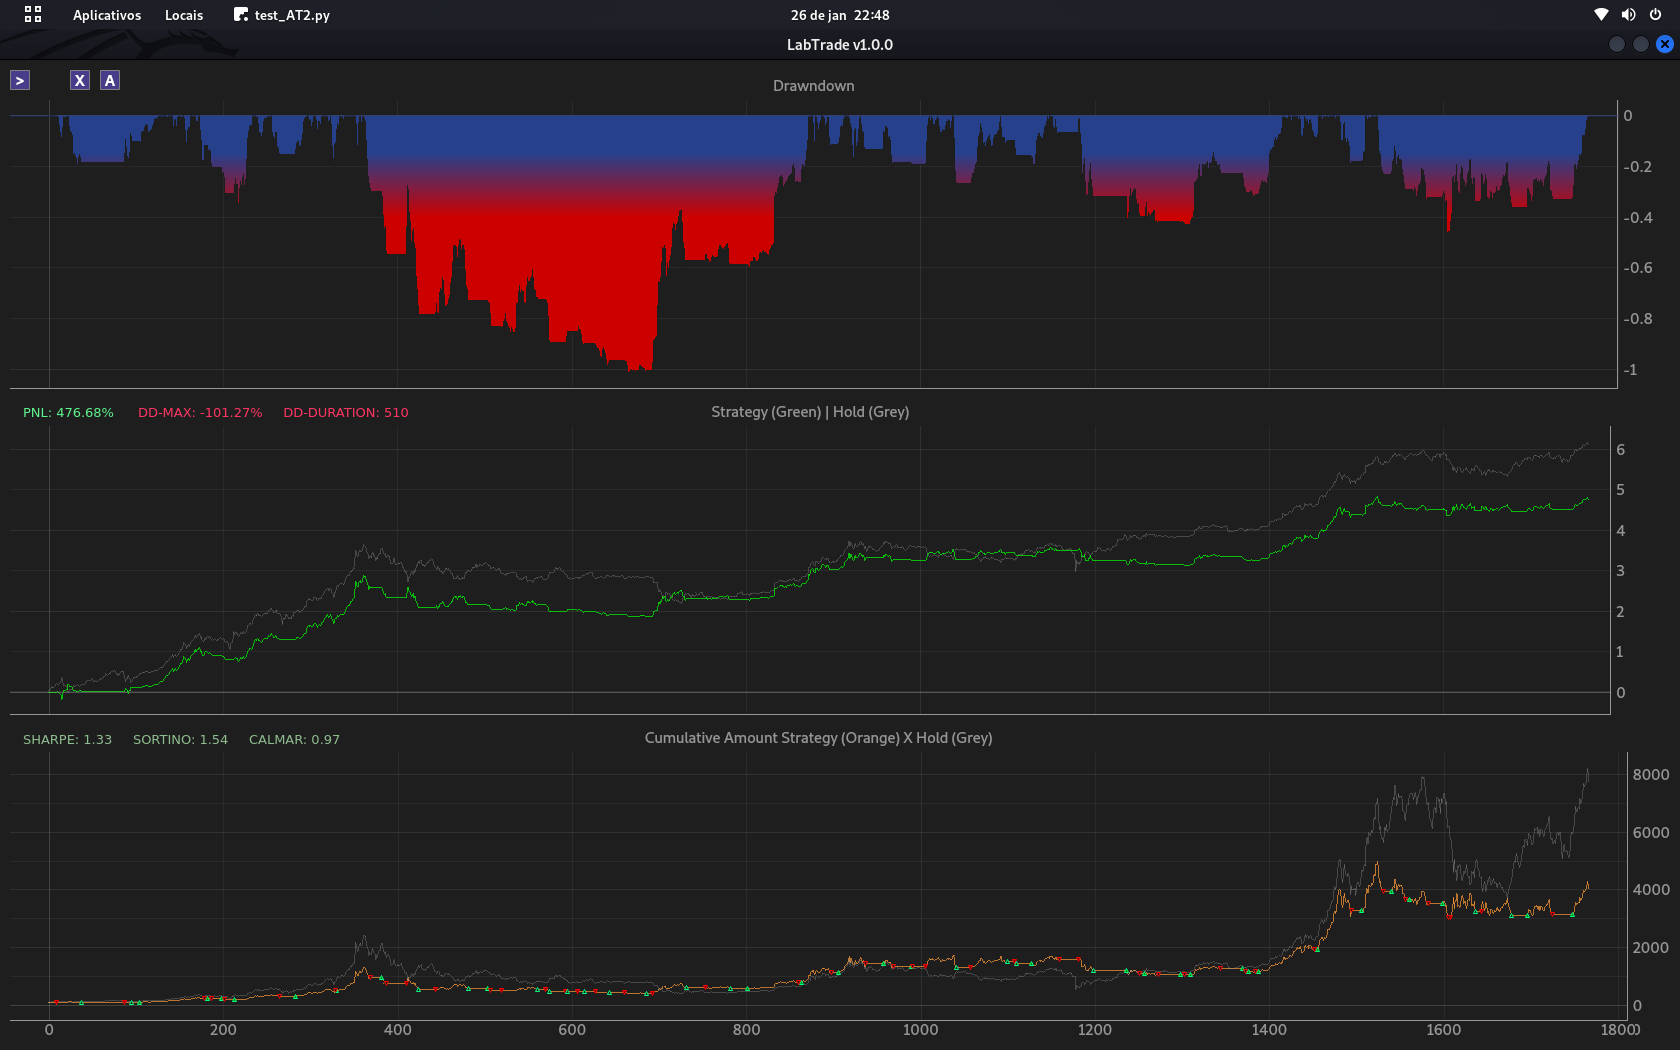 Aplicativos Locais test_AT2.py 26 de jan 22:48
LabTrade v1.0.0
> X A
Drawndown
0
-0.2
-0.4
-0.6
-0.8
-1
PNL: 476.68% DD-MAX: -101.27% DD-DURATION: 510 Strategy (Green) | Hold (Grey)
6
5
4
3
2
1
0
SHARPE: 1.33 SORTINO: 1.54 CALMAR: 0.97 Cumulative Amount Strategy (Orange) X Hold (Grey)
8000
6000
4000
2000
0
0 200 400 600 800 1000 1200 1400 1600 1800